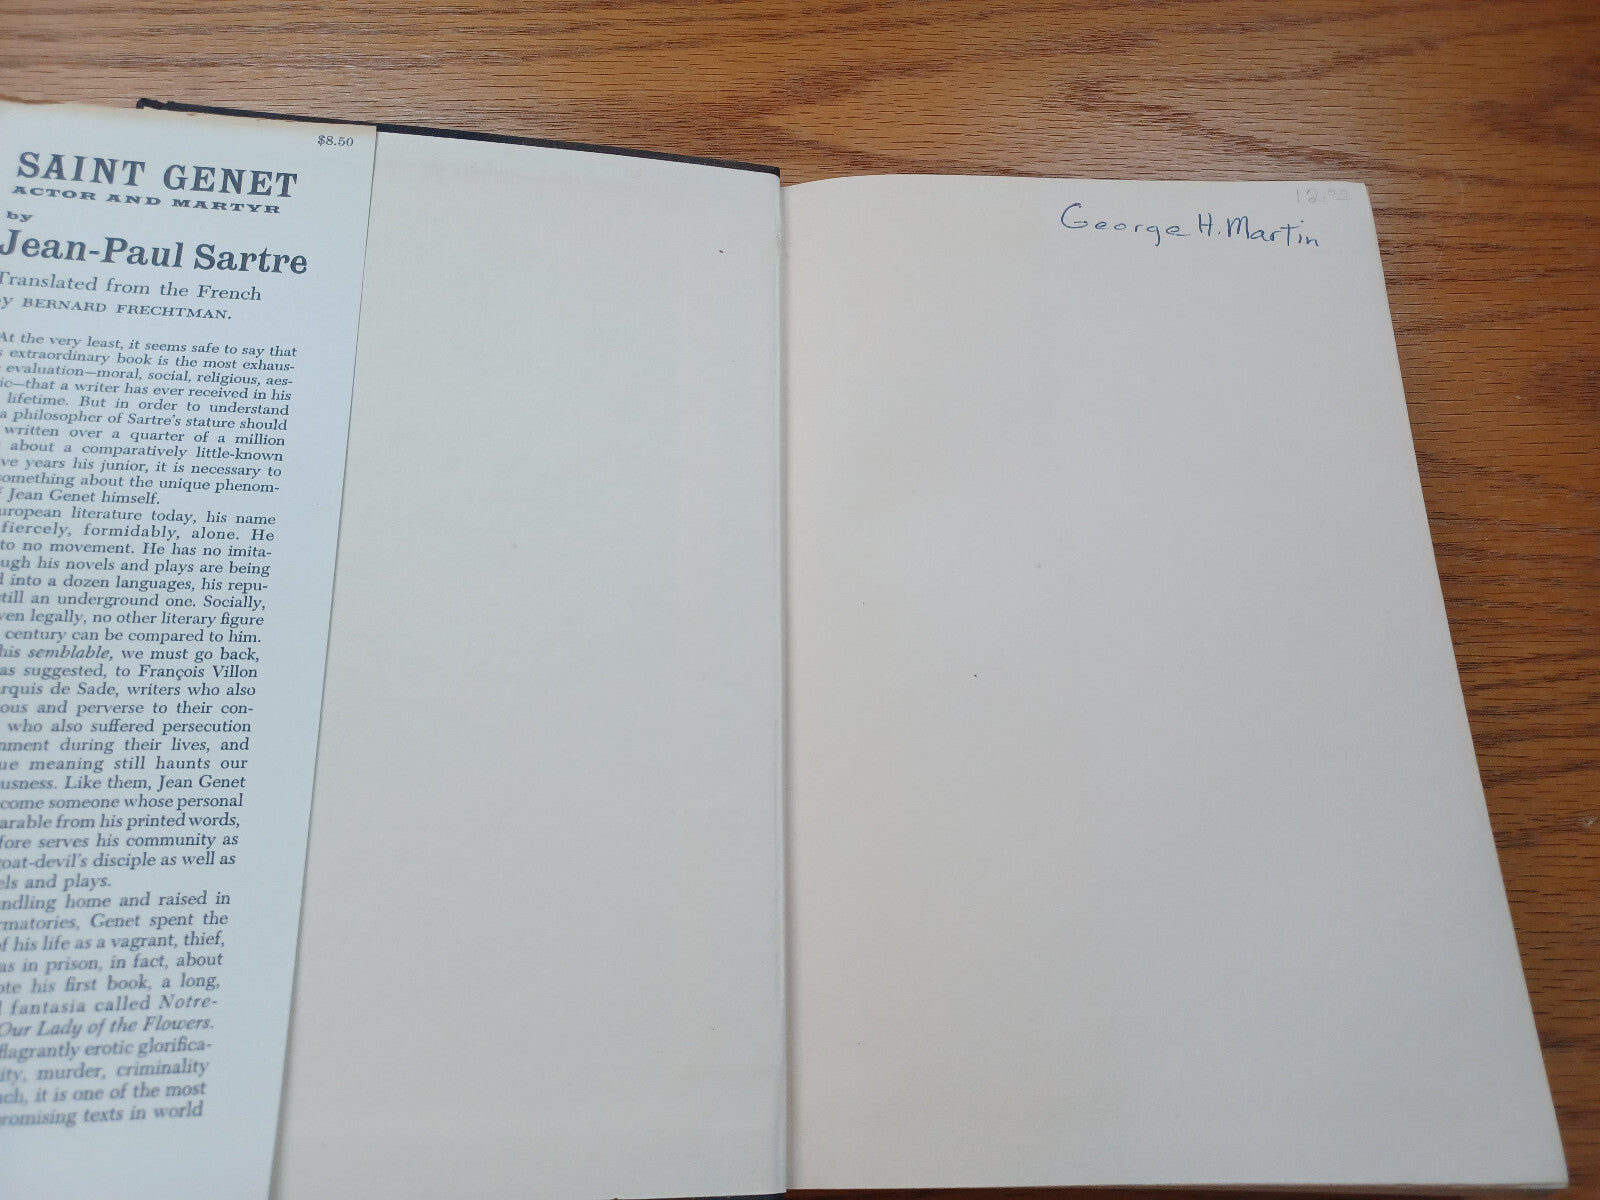 $8.50
SAINT GENET
ACTOR AND MARTYR
by
Jean-Paul Sartre
Translated from the French
by BERNARD FRECHTMAN.
At the very least, it seems safe to say that
extraordinary book is the most exhaus-
evaluation—moral, social, religious, aes-
that a writer has ever received in his
lifetime. But in order to understand
a philosopher of Sartre's stature should
written over a quarter of a million
about a comparatively little-known
years his junior, it is necessary to
something about the unique phenom-
Jean Genet himself.
European literature today, his name
fiercely, formidably, alone. He
to no movement. He has no imita-
his novels and plays are being
into a dozen languages, his repu-
still an underground one. Socially,
even legally, no other literary figure
century can be compared to him.
his semblable, we must go back,
as suggested, to François Villon
Marquis de Sade, writers who also
and perverse to their con-
who also suffered persecution
during their lives, and
meaning still haunts our
Like them, Jean Genet
come someone whose personal
from his printed words,
fore serves his community as
goat-devil's disciple as well as
and plays.
home and raised in
Genet spent the
of his life as a vagrant, thief,
in prison, in fact, about
his first book, a long,
fantasia called Notre-
Our Lady of the Flowers.
flagrantly erotic glorifica-
murder, criminality
it is one of the most
texts in world
12.00
George H. Martin